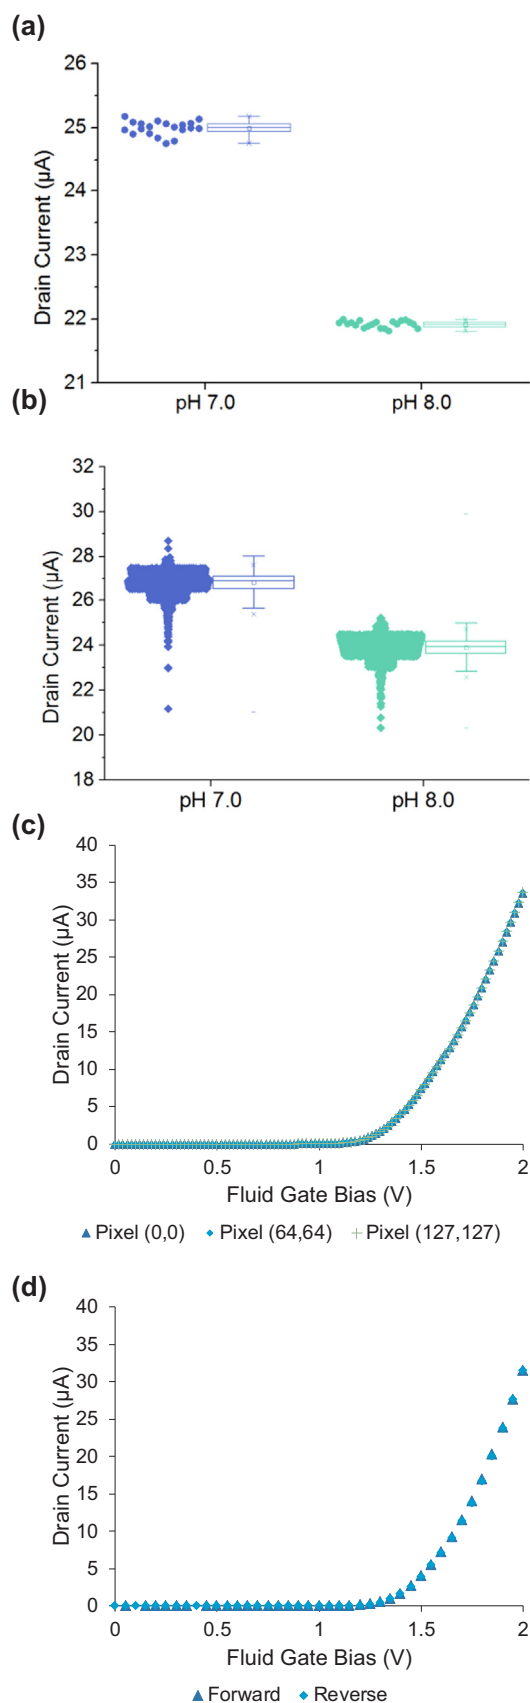 (a)
26
25
24
23
22
21
Drain Current (µA)
pH 7.0 pH 8.0
(b)
32
30
28
26
24
22
20
18
Drain Current (µA)
pH 7.0 pH 8.0
(c)
40
35
30
25
20
15
10
5
0
Drain Current (µA)
0 0.5 1 1.5 2
Fluid Gate Bias (V)
Pixel (0,0) Pixel (64,64) Pixel (127,127)
(d)
40
35
30
25
20
15
10
5
0
Drain Current (µA)
0 0.5 1 1.5 2
Fluid Gate Bias (V)
Forward Reverse